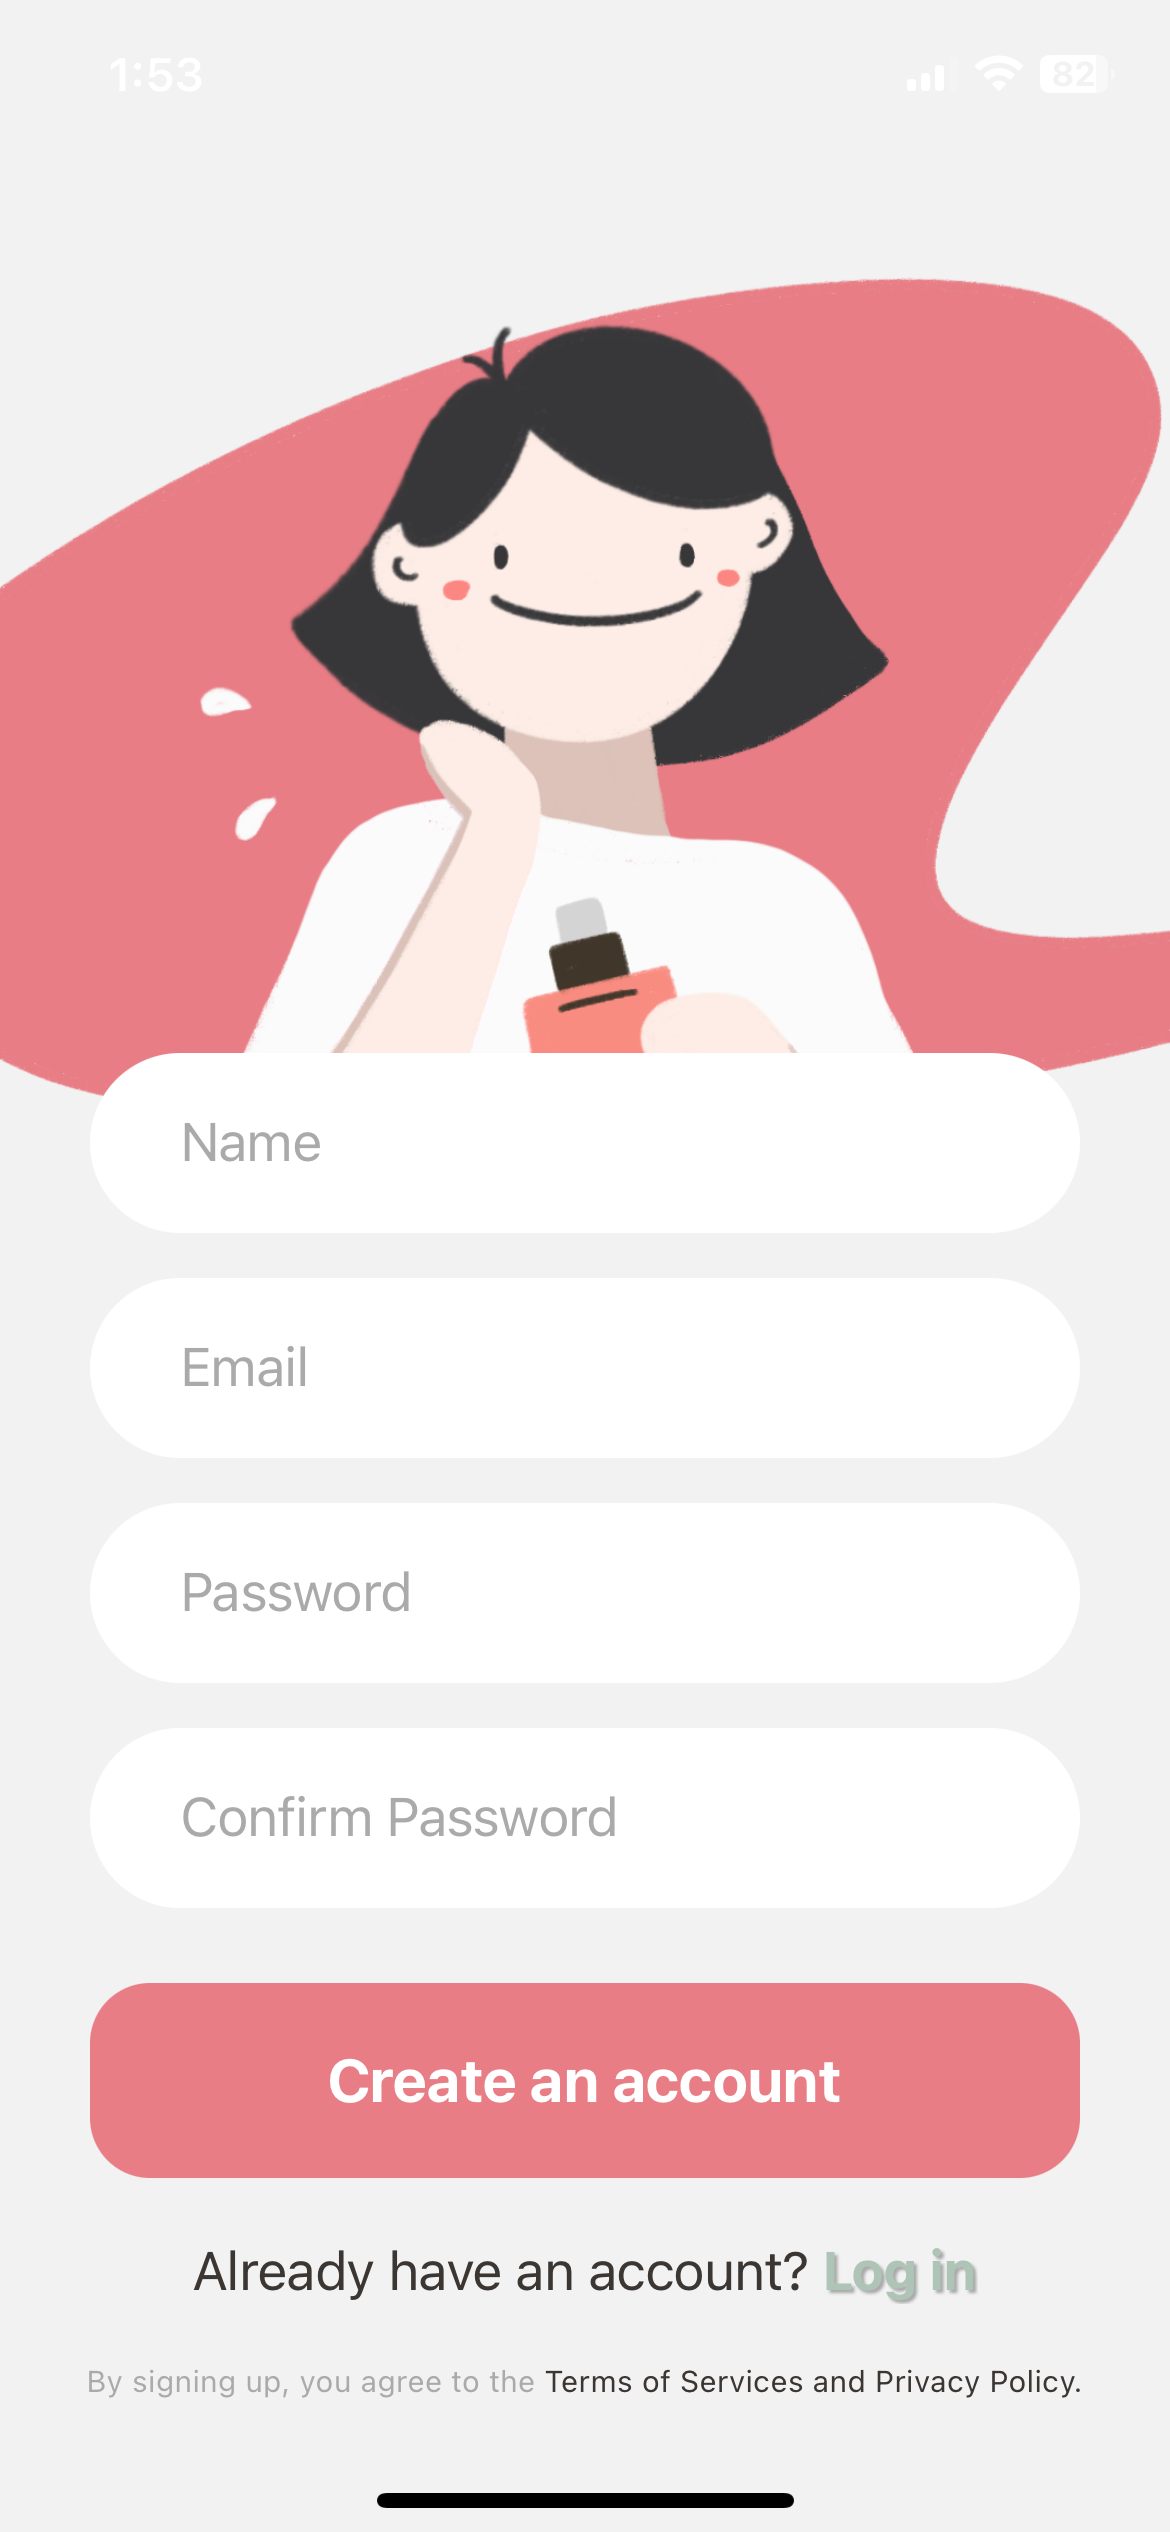 1:53
82
Name
Email
Password
Confirm Password
Create an account
Already have an account? Log in
By signing up, you agree to the Terms of Services and Privacy Policy.